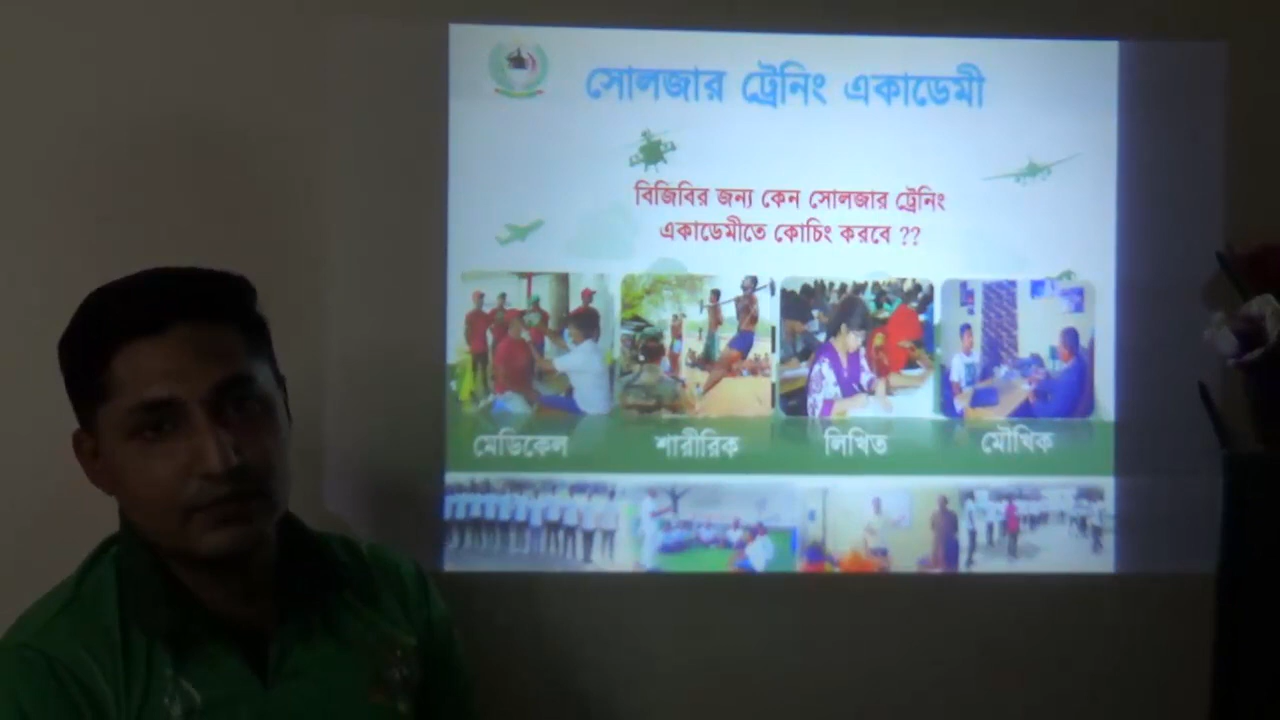 সোলজার ট্রেনিং একাডেমী
বিজিবির জন্য কেন সোলজার ট্রেনিং
একাডেমীতে কোচিং করবে ??
মেডিকেল শারীরিক লিখিত মৌখিক